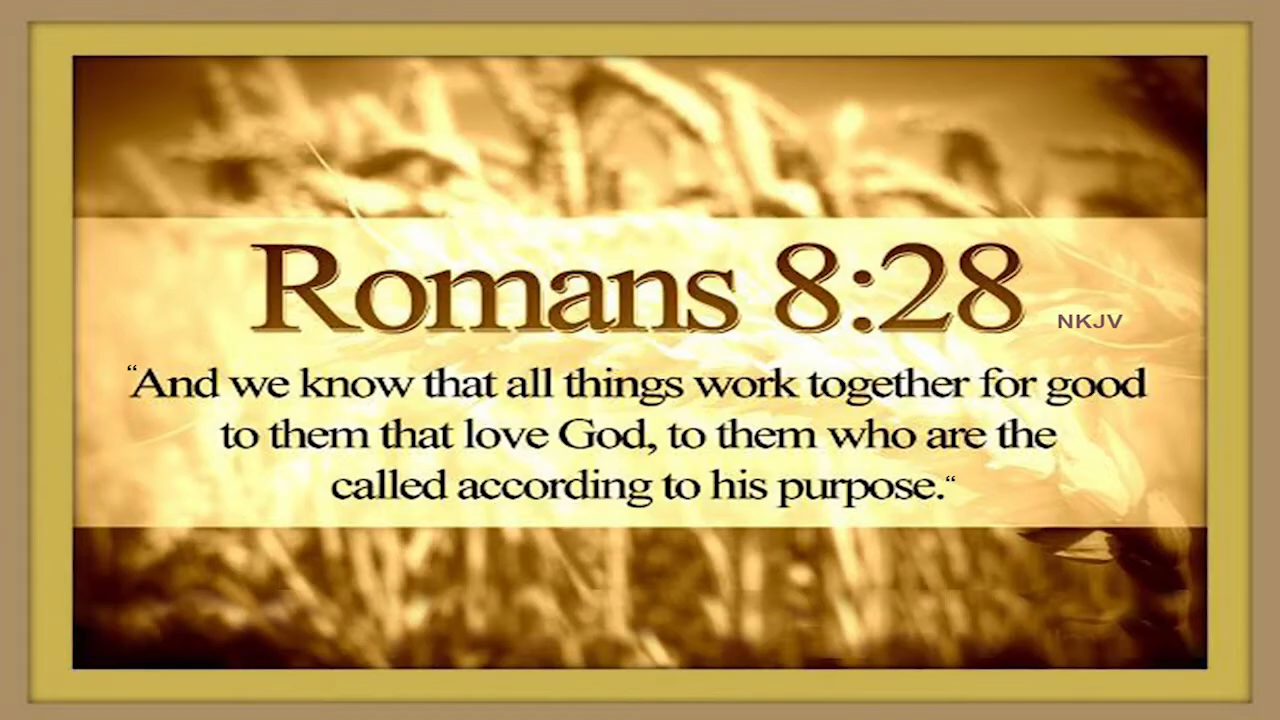 Romans 8:28 NKJV
“And we know that all things work together for good
to them that love God, to them who are the
called according to his purpose.“